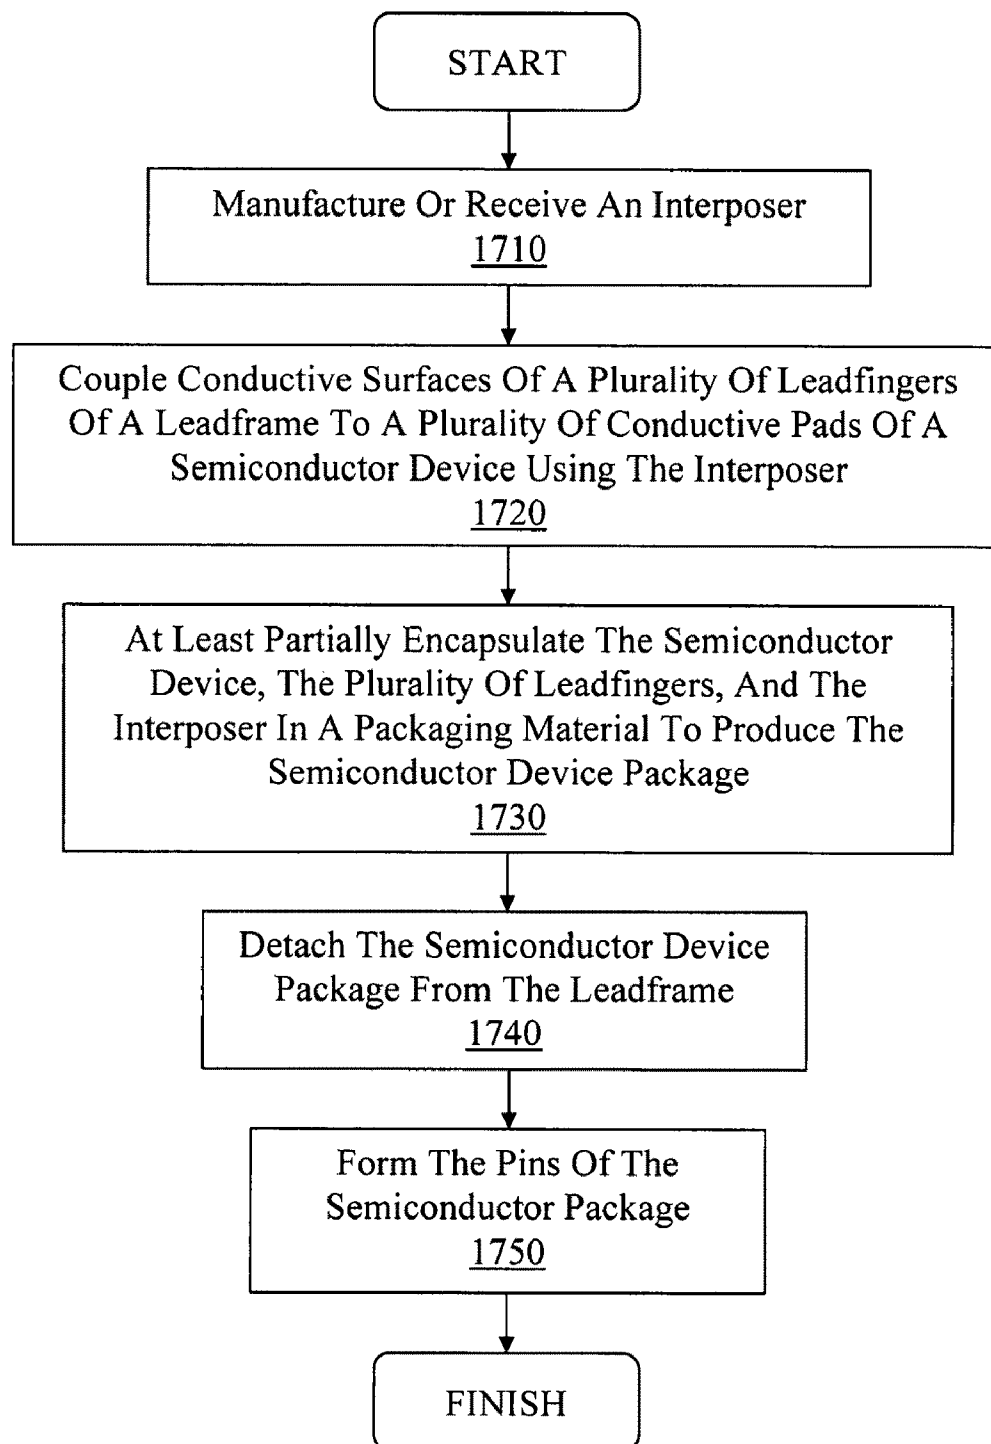 START
Manufacture Or Receive An Interposer
1710
Couple Conductive Surfaces Of A Plurality Of Leadfingers
Of A Leadframe To A Plurality Of Conductive Pads Of A
Semiconductor Device Using The Interposer
1720
At Least Partially Encapsulate The Semiconductor
Device, The Plurality Of Leadfingers, And The
Interposer In A Packaging Material To Produce The
Semiconductor Device Package
1730
Detach The Semiconductor Device
Package From The Leadframe
1740
Form The Pins Of The
Semiconductor Package
1750
FINISH